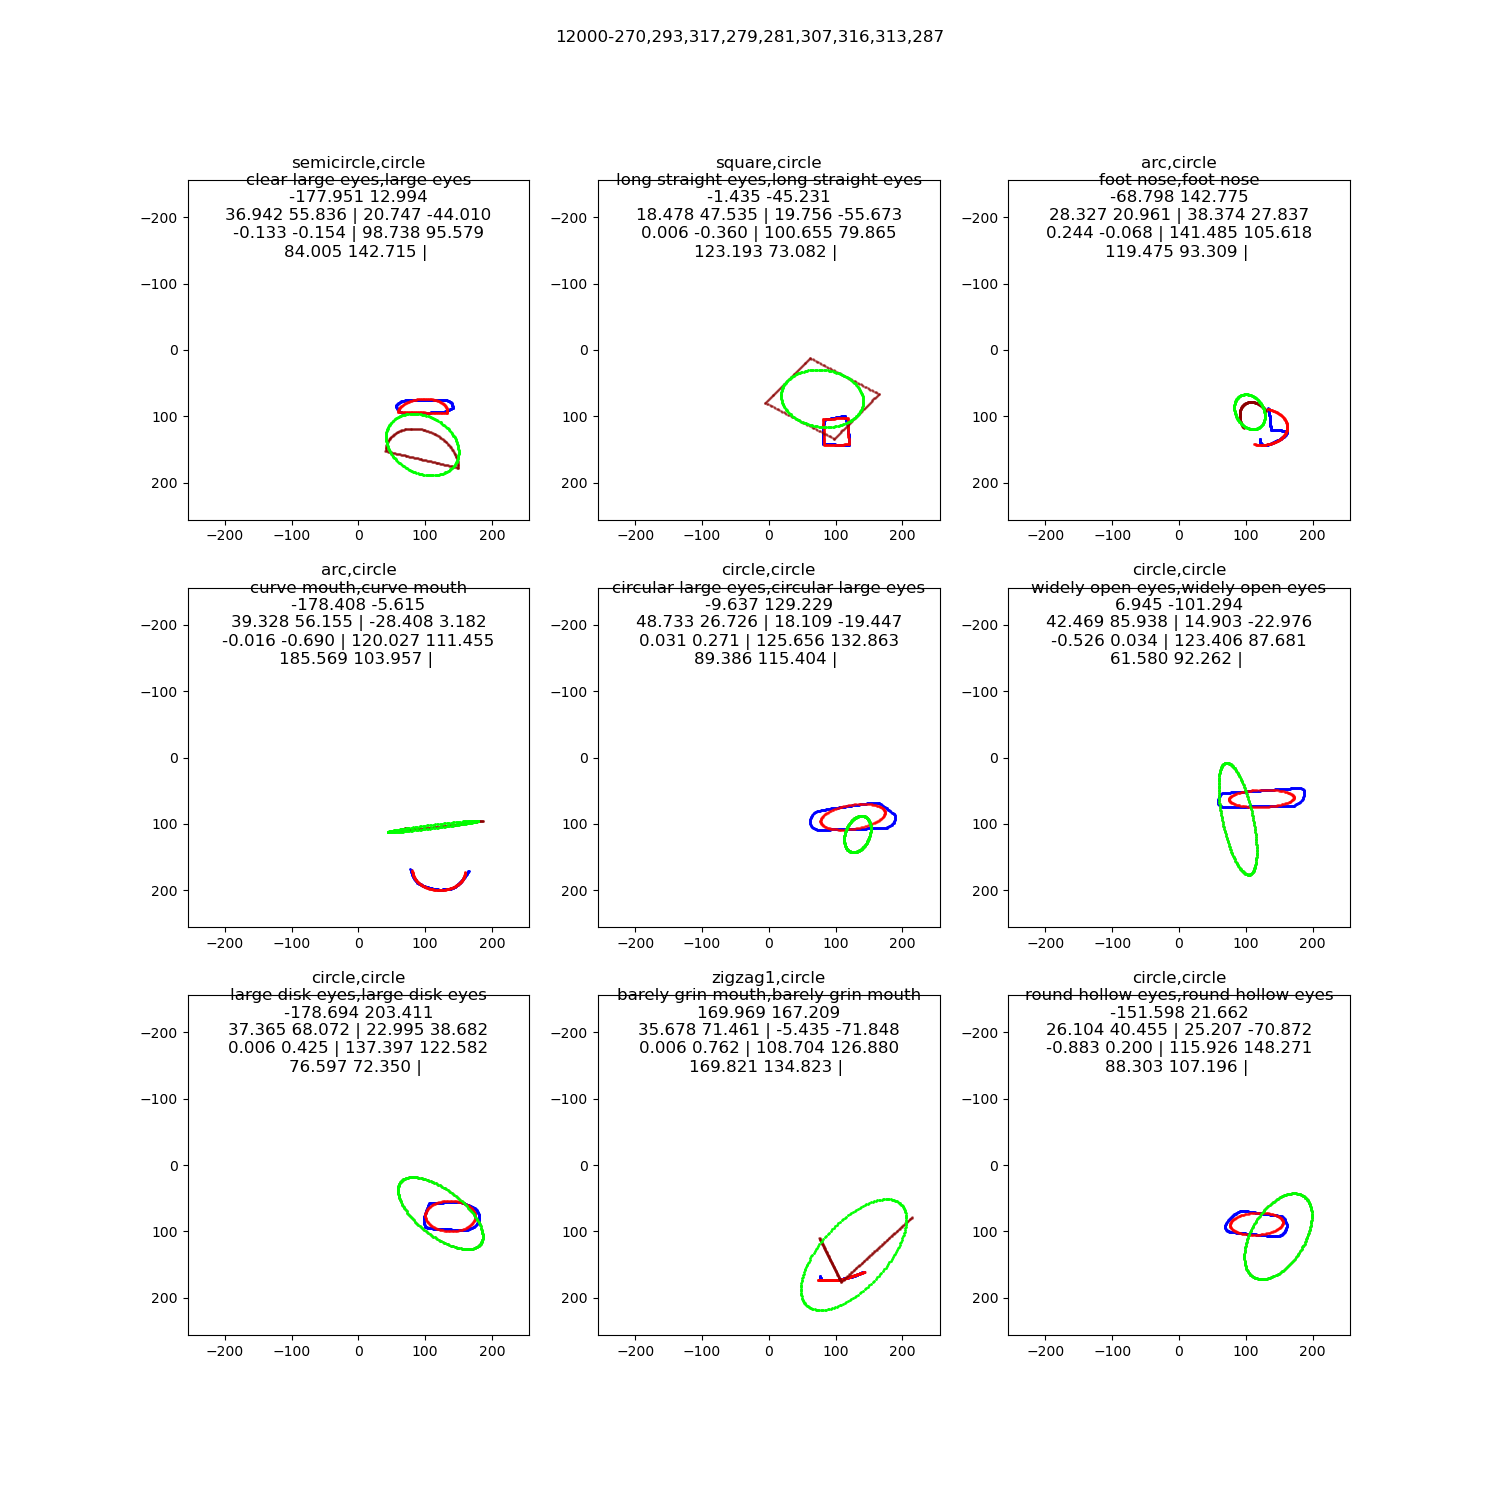 12000-270,293,317,279,281,307,316,313,287
semicircle,circle
clear large eyes,large eyes
-177.951 12.994
36.942 55.836 | 20.747 -44.010
-0.133 -0.154 | 98.738 95.579
84.005 142.715 |
−200
−100
0
100
200
−200 −100 0 100 200
square,circle
long straight eyes,long straight eyes
-1.435 -45.231
18.478 47.535 | 19.756 -55.673
0.006 -0.360 | 100.655 79.865
123.193 73.082 |
−200
−100
0
100
200
−200 −100 0 100 200
arc,circle
foot nose,foot nose
-68.798 142.775
28.327 20.961 | 38.374 27.837
0.244 -0.068 | 141.485 105.618
119.475 93.309 |
−200
−100
0
100
200
−200 −100 0 100 200
arc,circle
curve mouth,curve mouth
-178.408 -5.615
39.328 56.155 | -28.408 3.182
-0.016 -0.690 | 120.027 111.455
185.569 103.957 |
−200
−100
0
100
200
−200 −100 0 100 200
circle,circle
circular large eyes,circular large eyes
-9.637 129.229
48.733 26.726 | 18.109 -19.447
0.031 0.271 | 125.656 132.863
89.386 115.404 |
−200
−100
0
100
200
−200 −100 0 100 200
circle,circle
widely open eyes,widely open eyes
6.945 -101.294
42.469 85.938 | 14.903 -22.976
-0.526 0.034 | 123.406 87.681
61.580 92.262 |
−200
−100
0
100
200
−200 −100 0 100 200
circle,circle
large disk eyes,large disk eyes
-178.694 203.411
37.365 68.072 | 22.995 38.682
0.006 0.425 | 137.397 122.582
76.597 72.350 |
−200
−100
0
100
200
−200 −100 0 100 200
zigzag1,circle
barely grin mouth,barely grin mouth
169.969 167.209
35.678 71.461 | -5.435 -71.848
0.006 0.762 | 108.704 126.880
169.821 134.823 |
−200
−100
0
100
200
−200 −100 0 100 200
circle,circle
round hollow eyes,round hollow eyes
-151.598 21.662
26.104 40.455 | 25.207 -70.872
-0.883 0.200 | 115.926 148.271
88.303 107.196 |
−200
−100
0
100
200
−200 −100 0 100 200